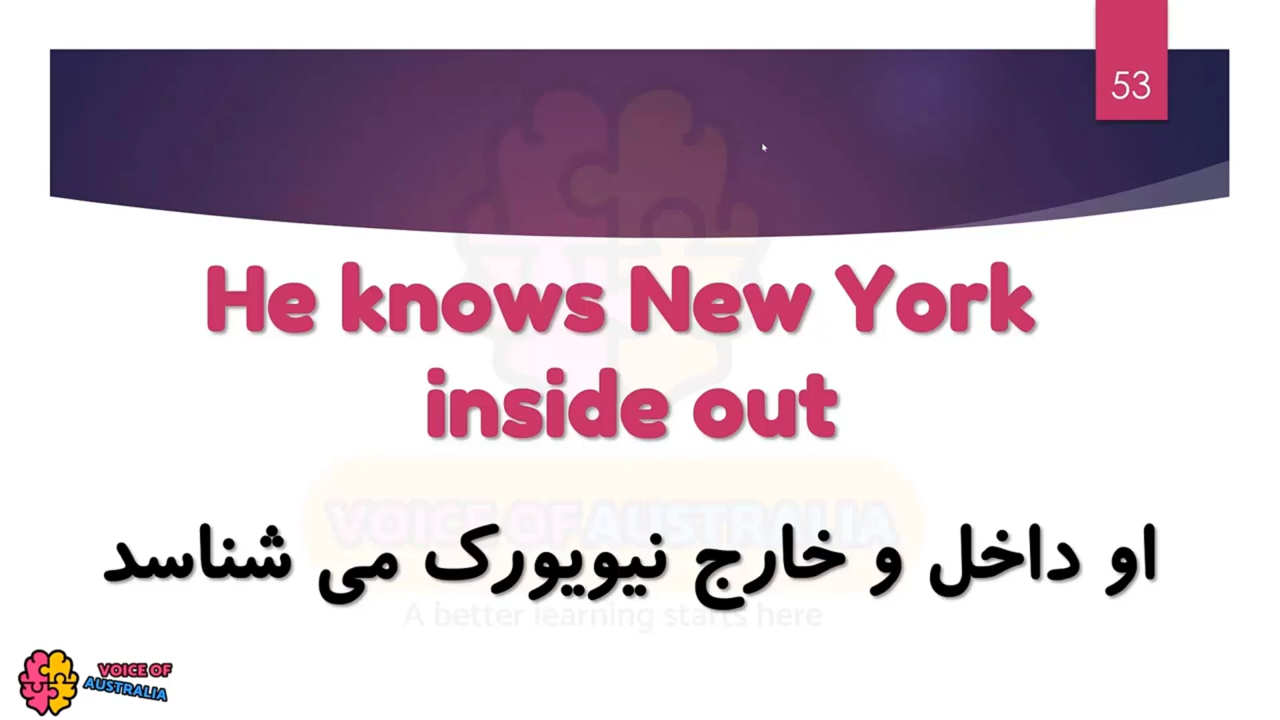 53
He knows New York
inside out
VOICE OF AUSTRALIA
او داخل و خارج نیویورک می شناسد
A better learning starts here
VOICE OF
AUSTRALIA